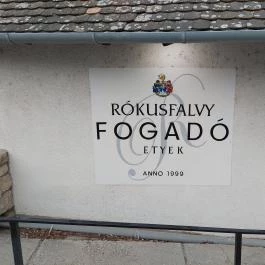 RÓKUSFALVY
FOGADÓ
ETYEK
ANNO 1999